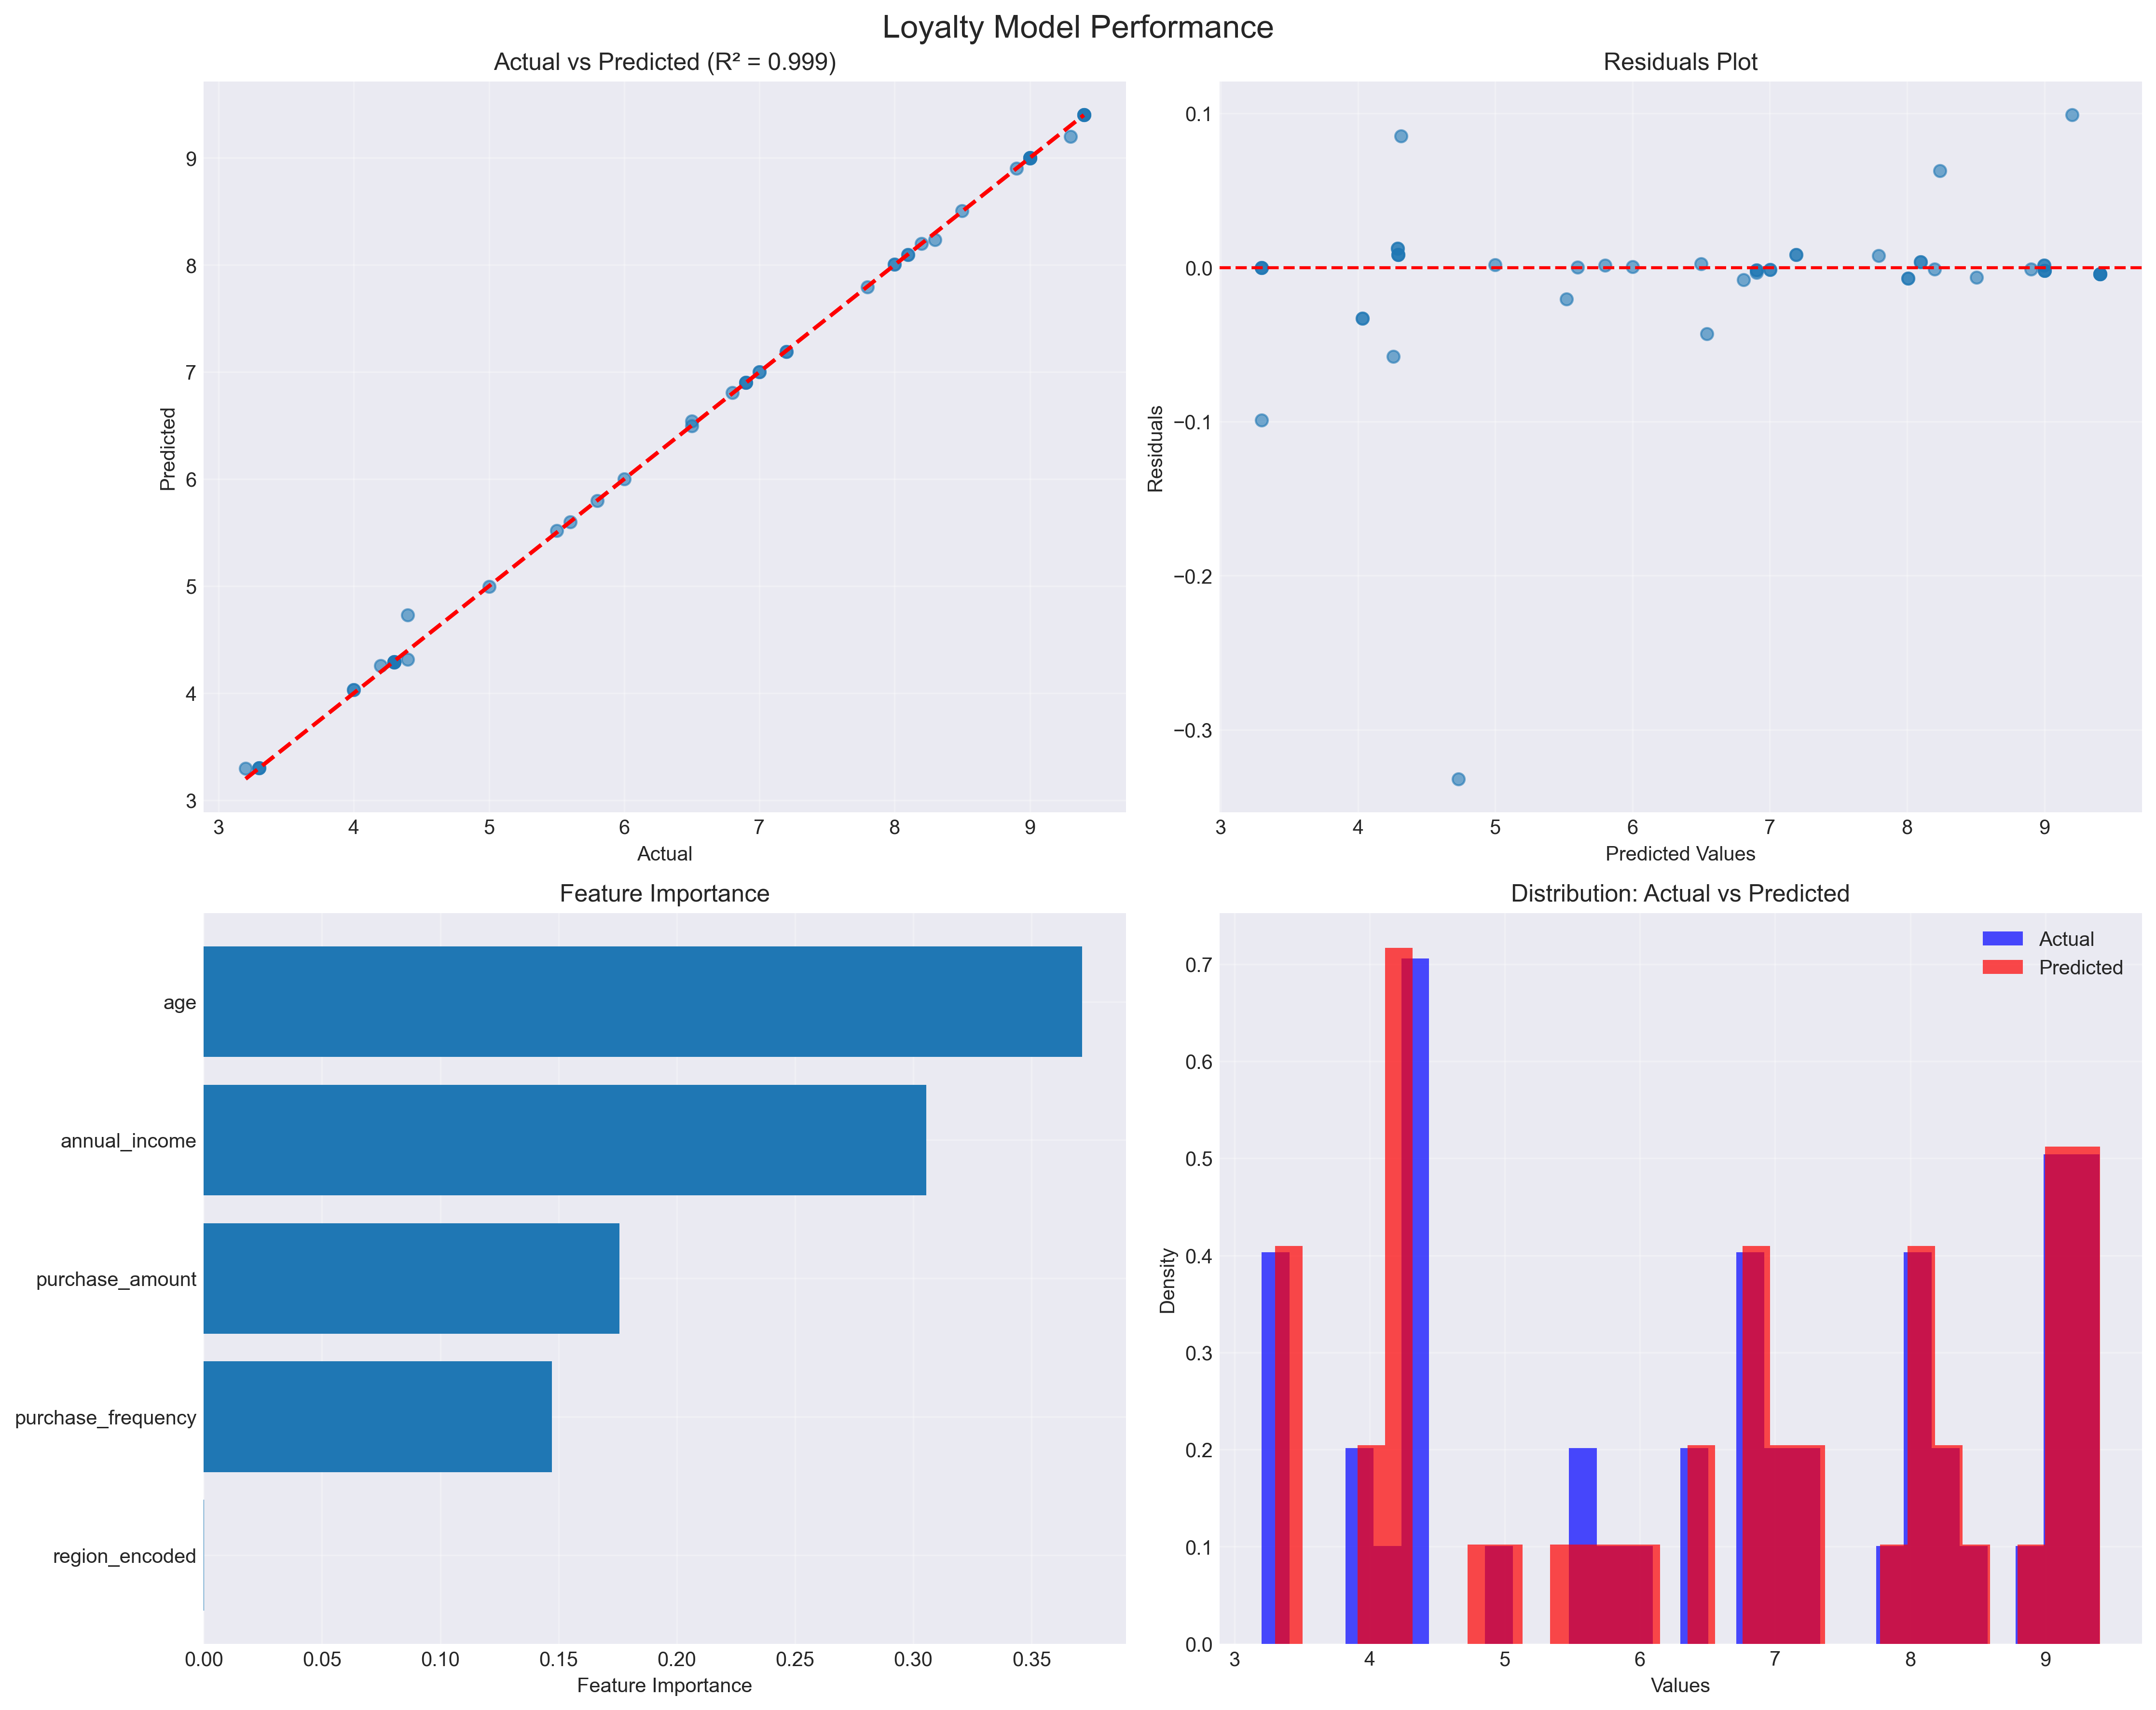 Loyalty Model Performance
Actual vs Predicted (R² = 0.999)
9
8
7
6
5
4
3
Predicted
3 4 5 6 7 8 9
Actual
Residuals Plot
0.1
0.0
−0.1
−0.2
−0.3
Residuals
3 4 5 6 7 8 9
Predicted Values
Feature Importance
age
annual_income
purchase_amount
purchase_frequency
region_encoded
0.00 0.05 0.10 0.15 0.20 0.25 0.30 0.35
Feature Importance
Distribution: Actual vs Predicted
Actual
Predicted
0.7
0.6
0.5
0.4
0.3
0.2
0.1
0.0
Density
3 4 5 6 7 8 9
Values